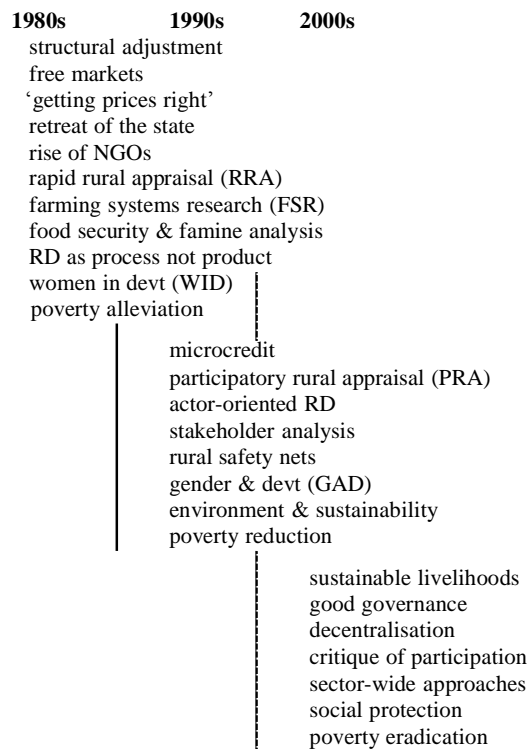 1980s 1990s 2000s
structural adjustment
free markets
‘getting prices right’
retreat of the state
rise of NGOs
rapid rural appraisal (RRA)
farming systems research (FSR)
food security & famine analysis
RD as process not product
women in devt (WID)
poverty alleviation
microcredit
participatory rural appraisal (PRA)
actor-oriented RD
stakeholder analysis
rural safety nets
gender & devt (GAD)
environment & sustainability
poverty reduction
sustainable livelihoods
good governance
decentralisation
critique of participation
sector-wide approaches
social protection
poverty eradication